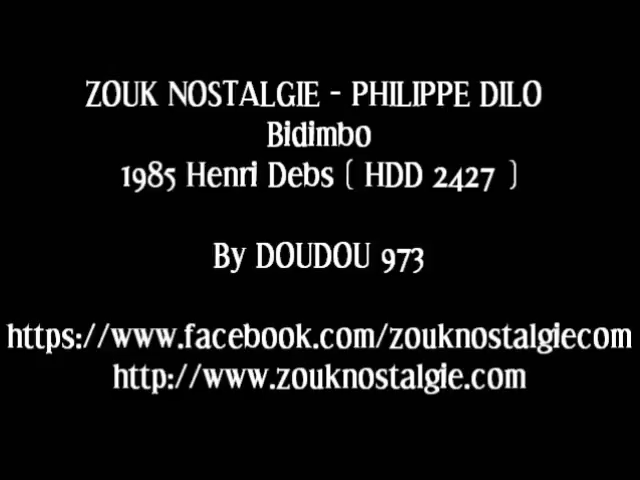 ZOUK NOSTALGIE - PHILIPPE DILO
Bidimbo
1985 Henri Debs ( HDD 2427 )
By DOUDOU 973
https://www.facebook.com/zouknostalgiecom
http://www.zouknostalgie.com